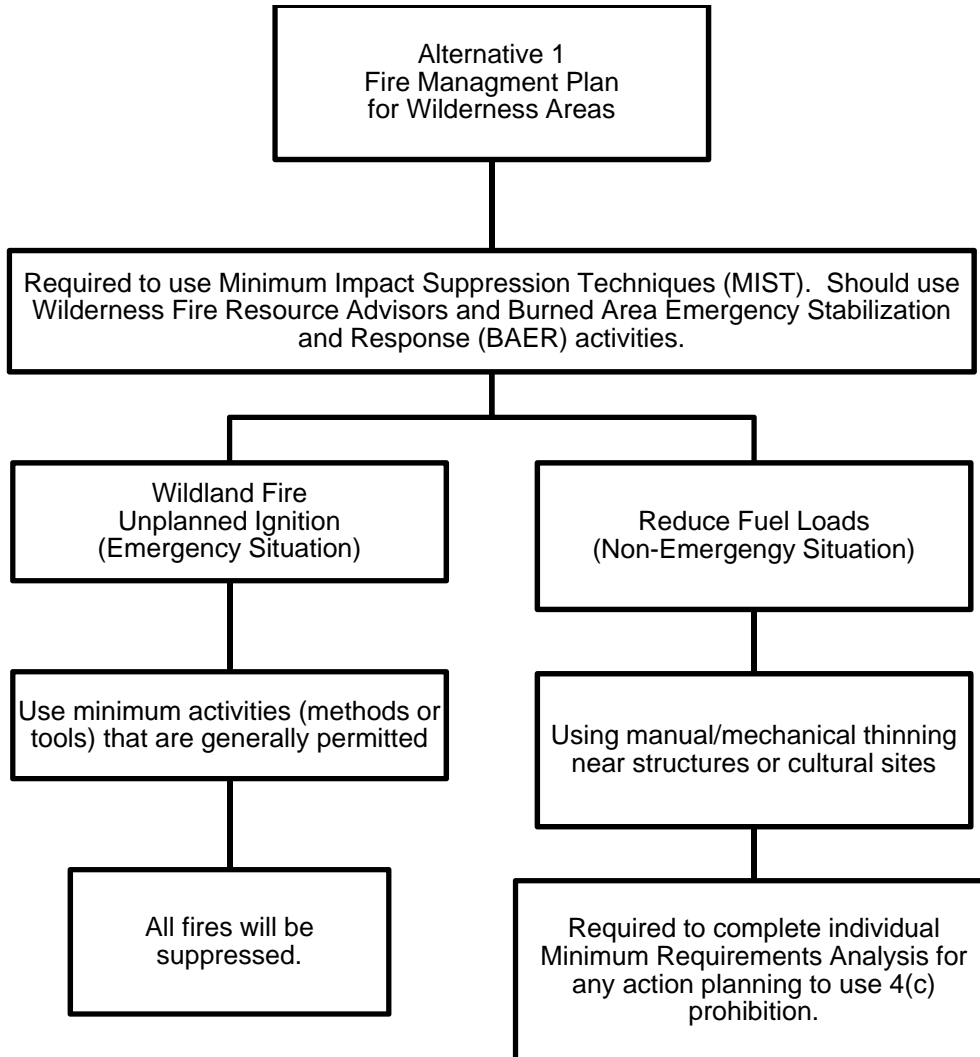 Alternative 1
Fire Managment Plan
for Wilderness Areas
Required to use Minimum Impact Suppression Techniques (MIST).  Should use
Wilderness Fire Resource Advisors and Burned Area Emergency Stabilization
and Response (BAER) activities.
Wildland Fire
Unplanned Ignition
(Emergency Situation)
Use minimum activities (methods or
tools) that are generally permitted
All fires will be
suppressed.
Reduce Fuel Loads
(Non-Emergengy Situation)
Using manual/mechanical thinning
near structures or cultural sites
Required to complete individual
Minimum Requirements Analysis for
any action planning to use 4(c)
prohibition.